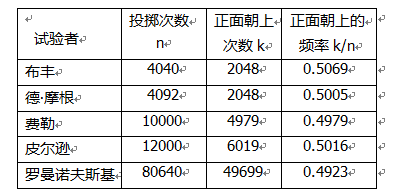 试验者 投掷次数 n 正面朝上次数 k 正面朝上的频率 k/n
布丰 4040 2048 0.5069
德·摩根 4092 2048 0.5005
费勒 10000 4979 0.4979
皮尔逊 12000 6019 0.5016
罗曼诺夫斯基 80640 49699 0.4923